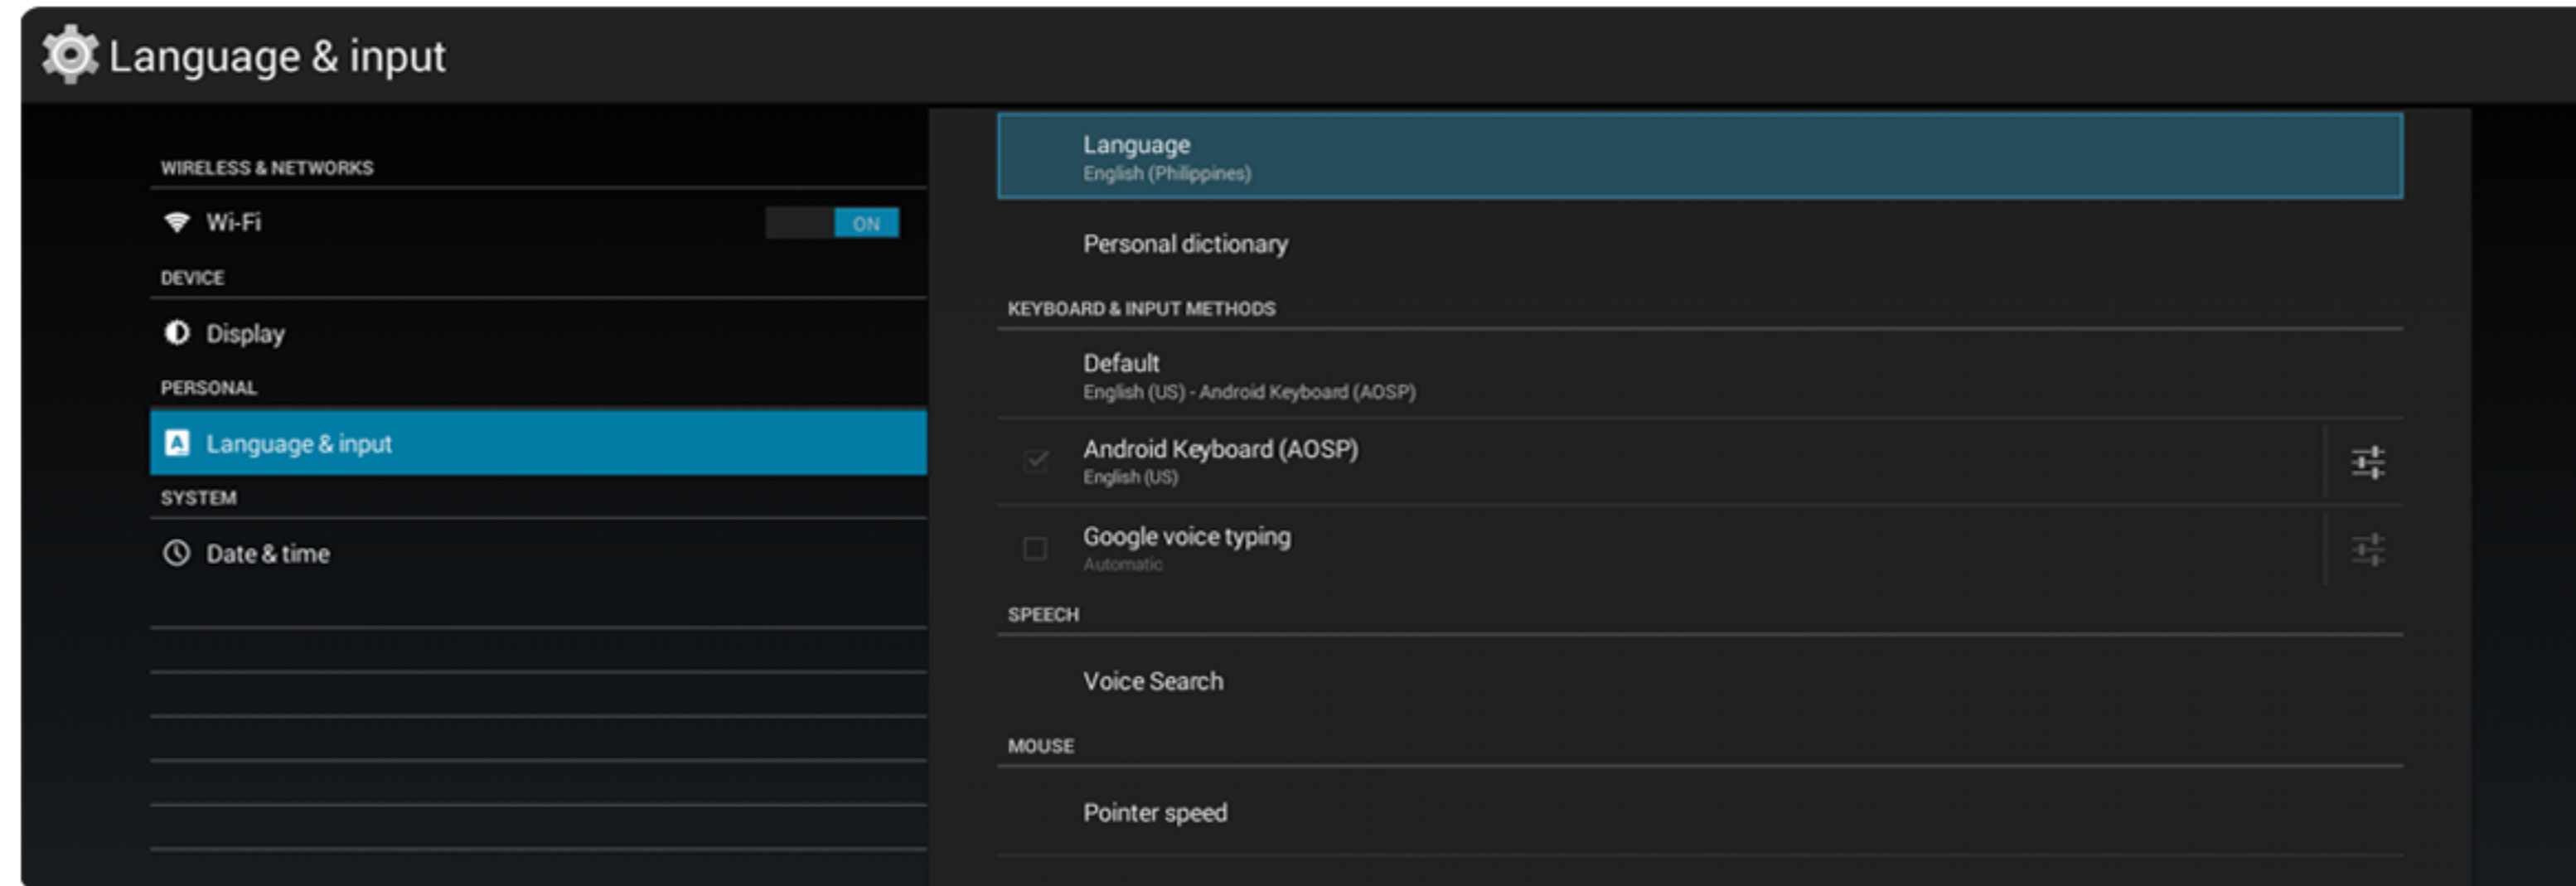 Language & input
WIRELESS & NETWORKS
Wi-Fi
ON
DEVICE
Display
PERSONAL
Language & input
SYSTEM
Date & time
Language
English (Philippines)
Personal dictionary
KEYBOARD & INPUT METHODS
Default
English (US) - Android Keyboard (AOSP)
Android Keyboard (AOSP)
English (US)
Google voice typing
Automatic
SPEECH
Voice Search
MOUSE
Pointer speed